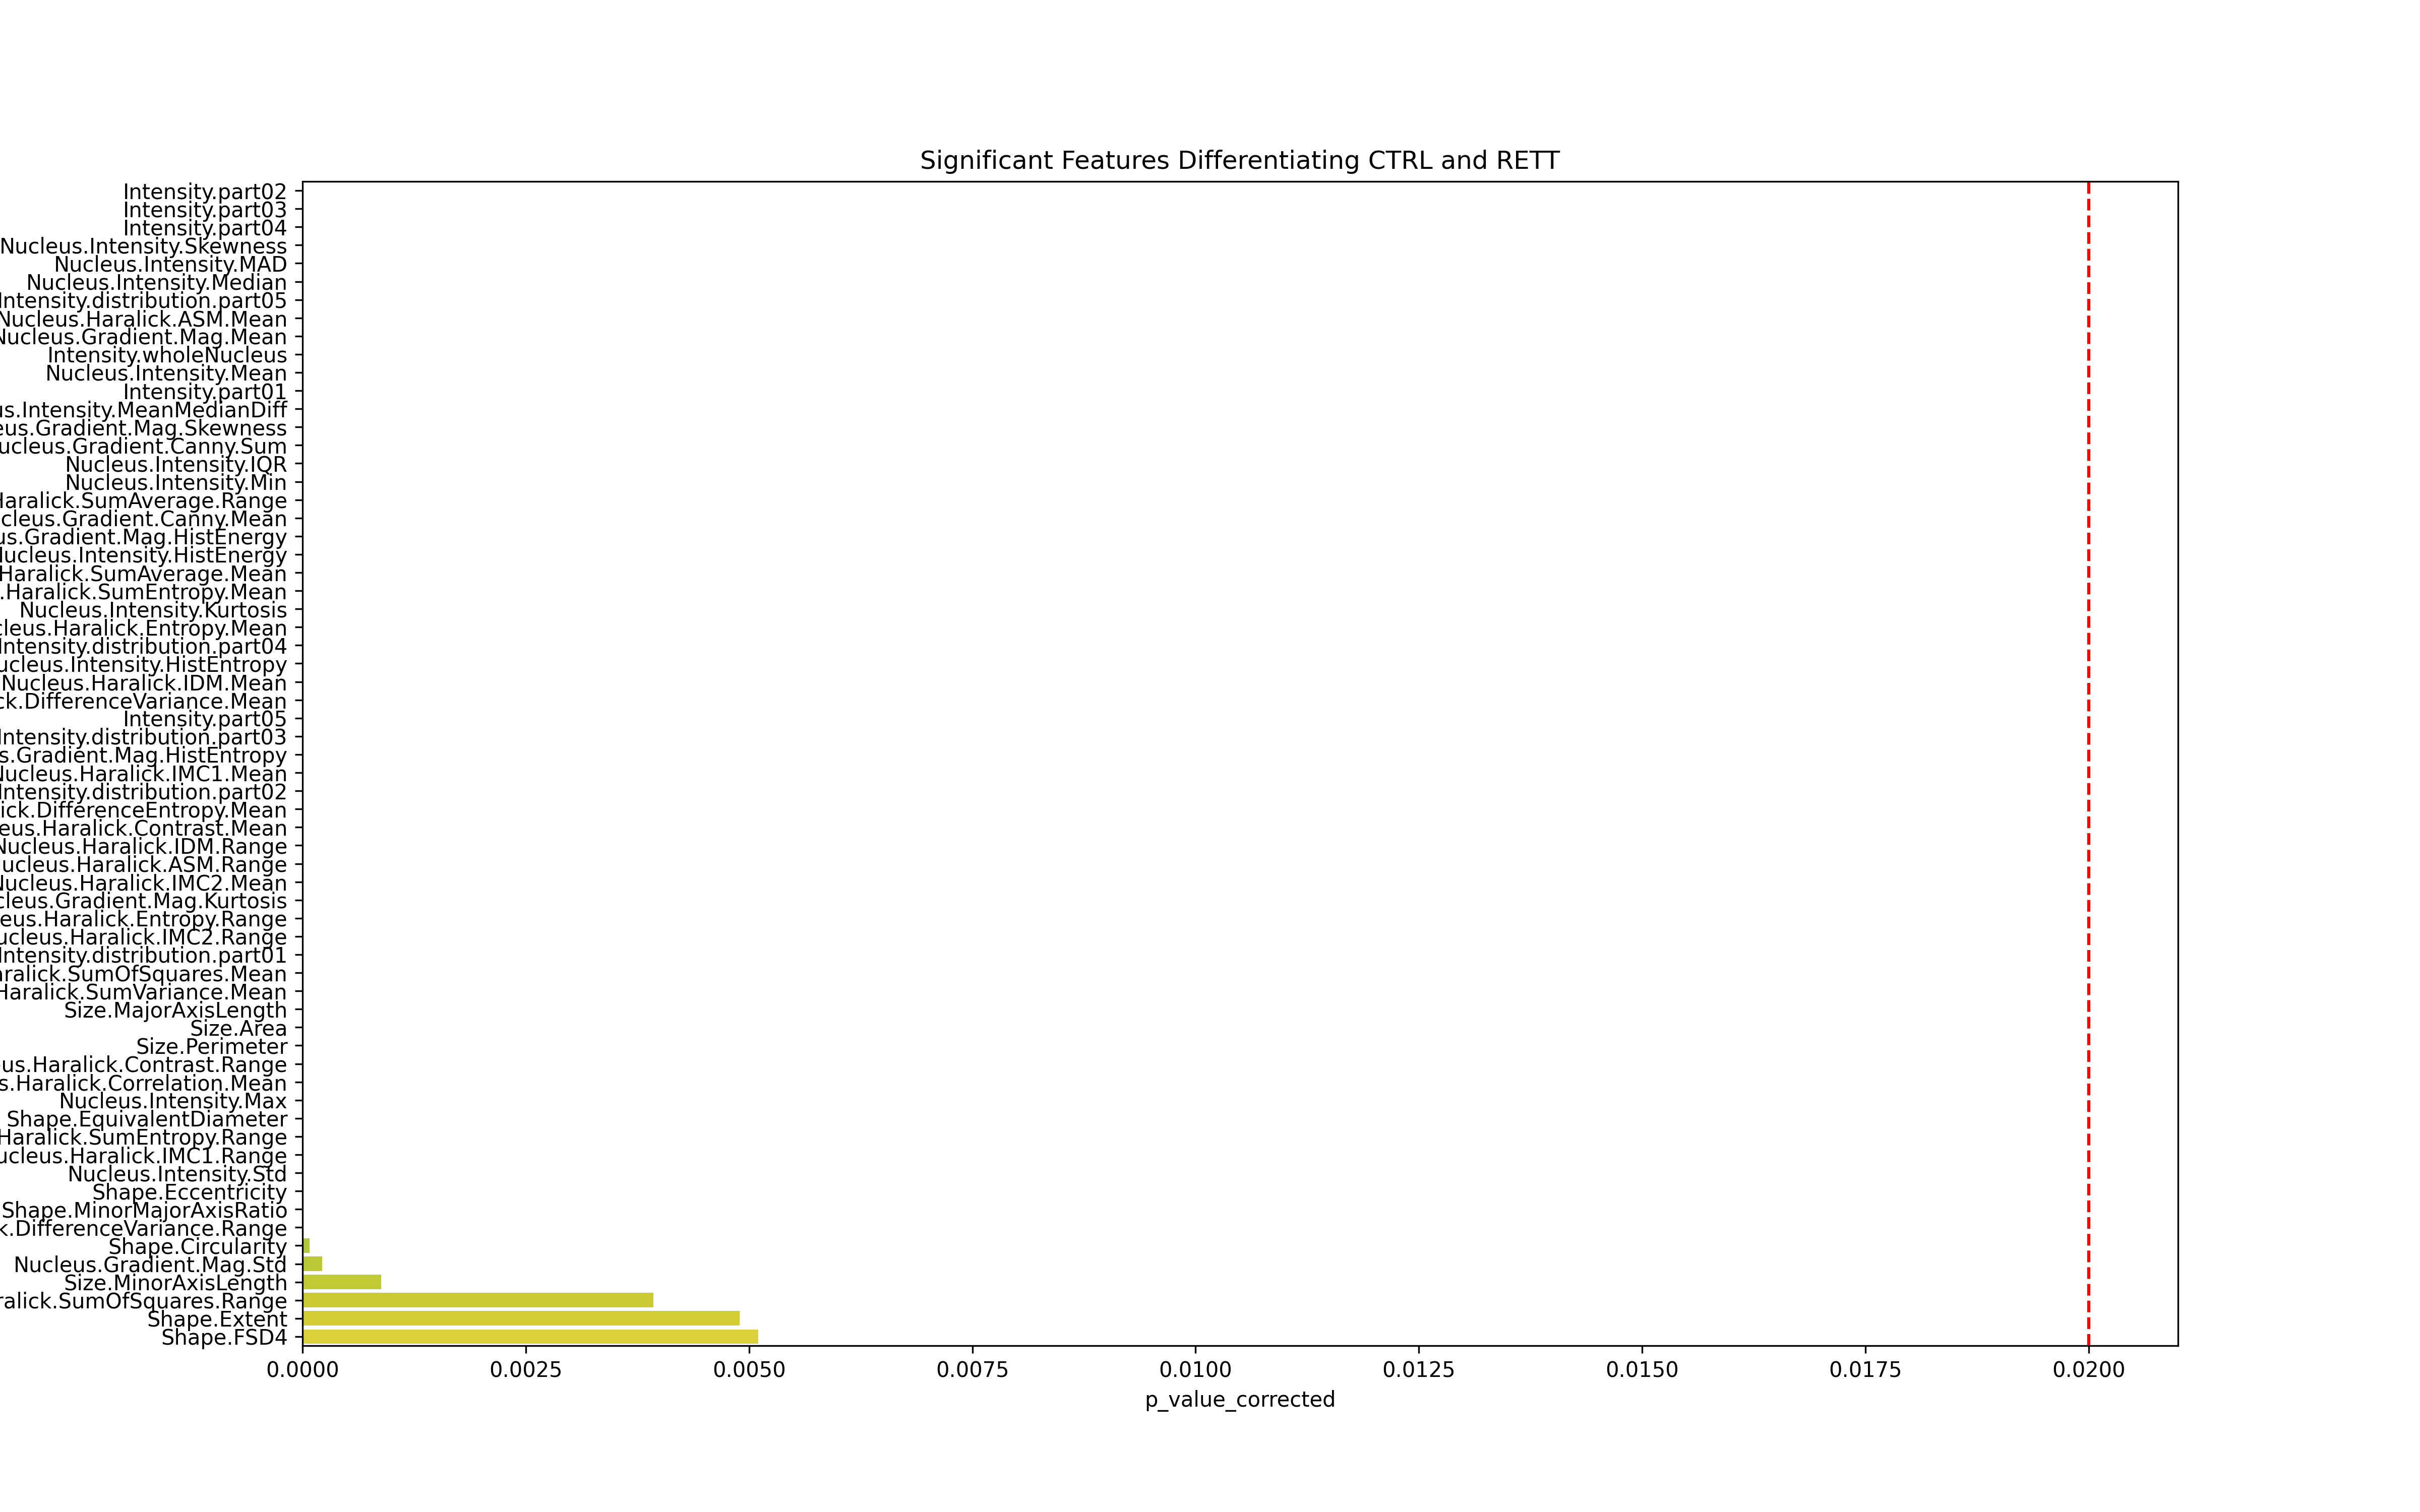 Significant Features Differentiating CTRL and RETT
Intensity.part02
Intensity.part03
Intensity.part04
Nucleus.Intensity.Skewness
Nucleus.Intensity.MAD
Nucleus.Intensity.Median
Intensity.distribution.part05
Nucleus.Haralick.ASM.Mean
Nucleus.Gradient.Mag.Mean
Intensity.wholeNucleus
Nucleus.Intensity.Mean
Intensity.part01
us.Intensity.MeanMedianDiff
eus.Gradient.Mag.Skewness
ucleus.Gradient.Canny.Sum
Nucleus.Intensity.IQR
Nucleus.Intensity.Min
Haralick.SumAverage.Range
cleus.Gradient.Canny.Mean
us.Gradient.Mag.HistEnergy
Nucleus.Intensity.HistEnergy
Haralick.SumAverage.Mean
.Haralick.SumEntropy.Mean
Nucleus.Intensity.Kurtosis
cleus.Haralick.Entropy.Mean
Intensity.distribution.part04
ucleus.Intensity.HistEntropy
Nucleus.Haralick.IDM.Mean
ck.DifferenceVariance.Mean
Intensity.part05
Intensity.distribution.part03
s.Gradient.Mag.HistEntropy
Nucleus.Haralick.IMC1.Mean
Intensity.distribution.part02
ick.DifferenceEntropy.Mean
eus.Haralick.Contrast.Mean
Nucleus.Haralick.IDM.Range
ucleus.Haralick.ASM.Range
Nucleus.Haralick.IMC2.Mean
cleus.Gradient.Mag.Kurtosis
eus.Haralick.Entropy.Range
ucleus.Haralick.IMC2.Range
Intensity.distribution.part01
aralick.SumOfSquares.Mean
Haralick.SumVariance.Mean
Size.MajorAxisLength
Size.Area
Size.Perimeter
us.Haralick.Contrast.Range
s.Haralick.Correlation.Mean
Nucleus.Intensity.Max
Shape.EquivalentDiameter
Haralick.SumEntropy.Range
ucleus.Haralick.IMC1.Range
Nucleus.Intensity.Std
Shape.Eccentricity
Shape.MinorMajorAxisRatio
k.DifferenceVariance.Range
Shape.Circularity
Nucleus.Gradient.Mag.Std
Size.MinorAxisLength
ralick.SumOfSquares.Range
Shape.Extent
Shape.FSD4
0.0000 0.0025 0.0050 0.0075 0.0100 0.0125 0.0150 0.0175 0.0200
p_value_corrected